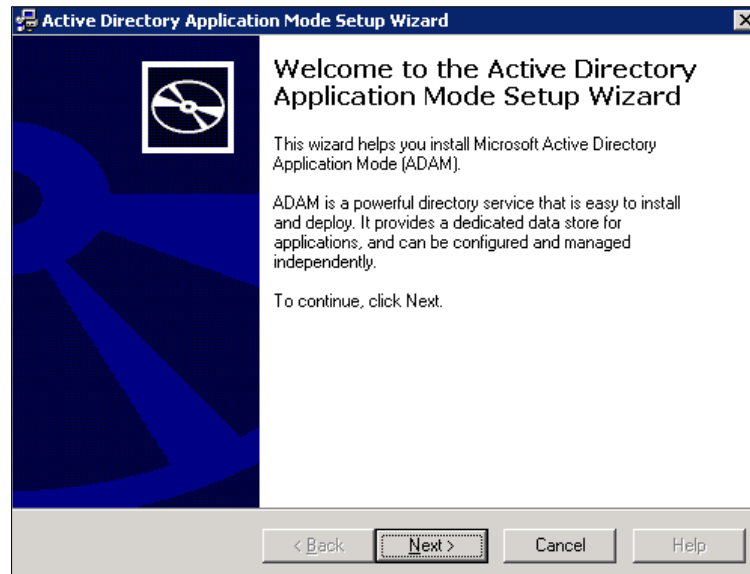 Active Directory Application Mode Setup Wizard
Welcome to the Active Directory
Application Mode Setup Wizard
This wizard helps you install Microsoft Active Directory
Application Mode (ADAM).
ADAM is a powerful directory service that is easy to install
and deploy. It provides a dedicated data store for
applications, and can be configured and managed
independently.
To continue, click Next.
< Back Next > Cancel Help